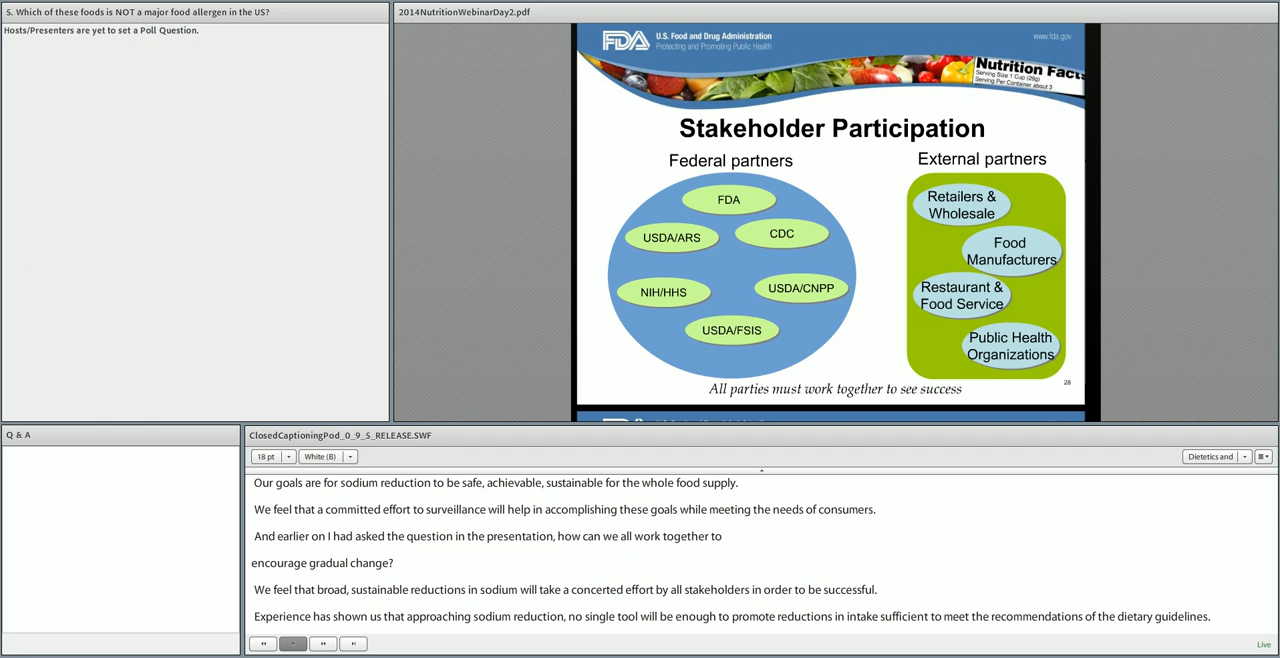 5. Which of these foods is NOT a major food allergen in the US?
Hosts/Presenters are yet to set a Poll Question.
2014NutritionWebinarDay2.pdf
FDA U.S. Food and Drug Administration
Protecting and Promoting Public Health
www.fda.gov
Nutrition Facts
Serving Size 1 Cup (28g)
Serving Per Container about 3
Stakeholder Participation
Federal partners
FDA
USDA/ARS
CDC
NIH/HHS
USDA/CNPP
USDA/FSIS
External partners
Retailers &
Wholesale
Food
Manufacturers
Restaurant &
Food Service
Public Health
Organizations
All parties must work together to see success
28
Q & A
ClosedCaptioningPod_0_9_5_RELEASE.SWF
18 pt
White (B)
Dietetics and
Our goals are for sodium reduction to be safe, achievable, sustainable for the whole food supply.
We feel that a committed effort to surveillance will help in accomplishing these goals while meeting the needs of consumers.
And earlier on I had asked the question in the presentation, how can we all work together to
encourage gradual change?
We feel that broad, sustainable reductions in sodium will take a concerted effort by all stakeholders in order to be successful.
Experience has shown us that approaching sodium reduction, no single tool will be enough to promote reductions in intake sufficient to meet the recommendations of the dietary guidelines.
Live